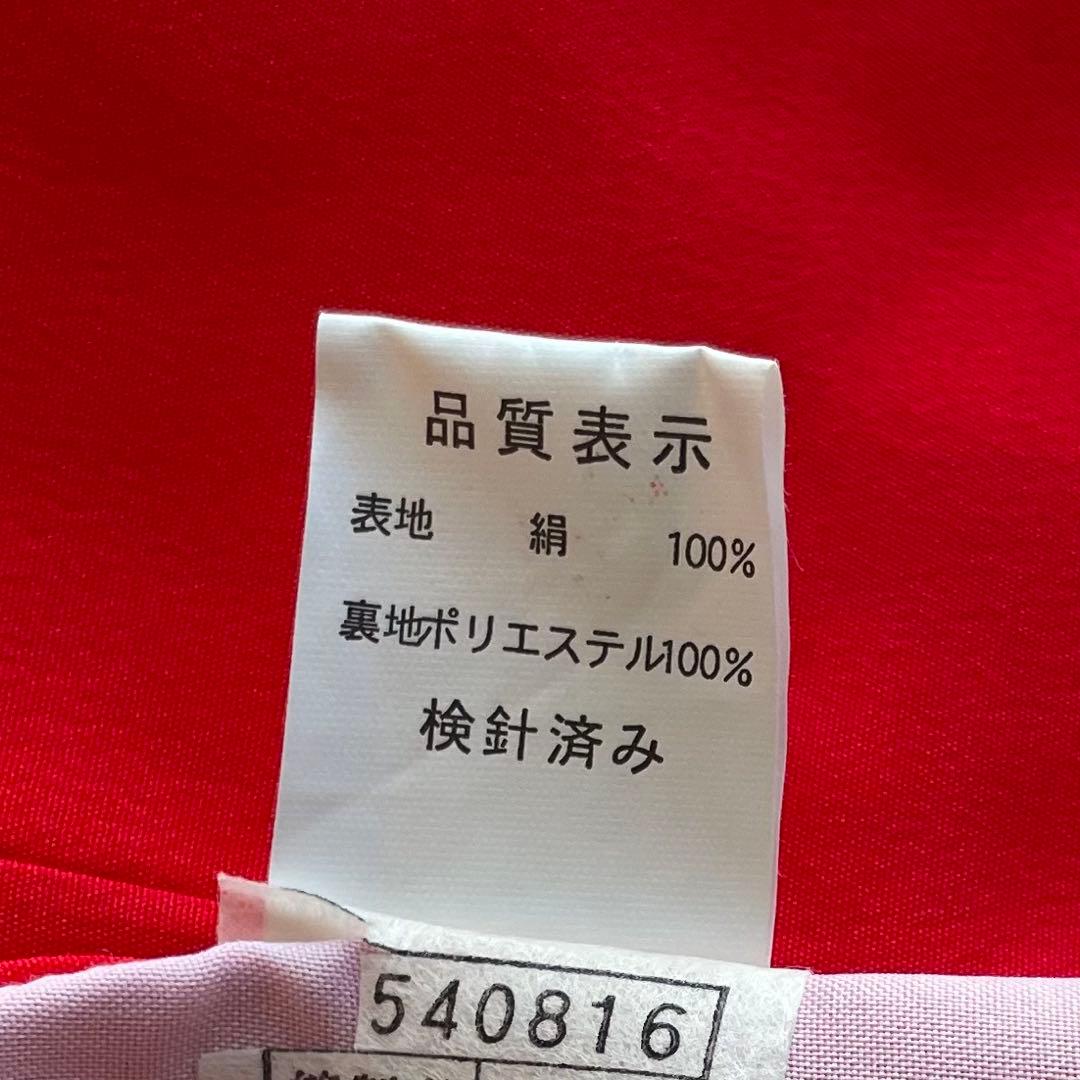 品質表示
表地 絹 100%
裏地ポリエステル100%
検針済み
540816